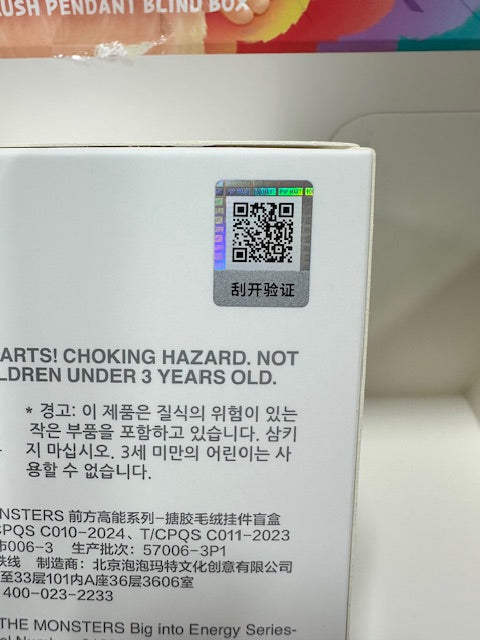 USH PENDANT BLIND BOX
刮开验证
ARTS! CHOKING HAZARD. NOT
LDREN UNDER 3 YEARS OLD.
* 경고: 이 제품은 질식의 위험이 있는
작은 부품을 포함하고 있습니다. 삼키
지 마십시오. 3세 미만의 어린이는 사
용할 수 없습니다.
NSTERS 前方高能系列-搪胶毛绒挂件盲盒
CPQS C010-2024、T/CPQS C011-2023
006-3 生产批次: 57006-3P1
铁线 制造商: 北京泡泡玛特文化创意有限公司
至33层101内A座36层3606室
400-023-2233
THE MONSTERS Big into Energy Series-